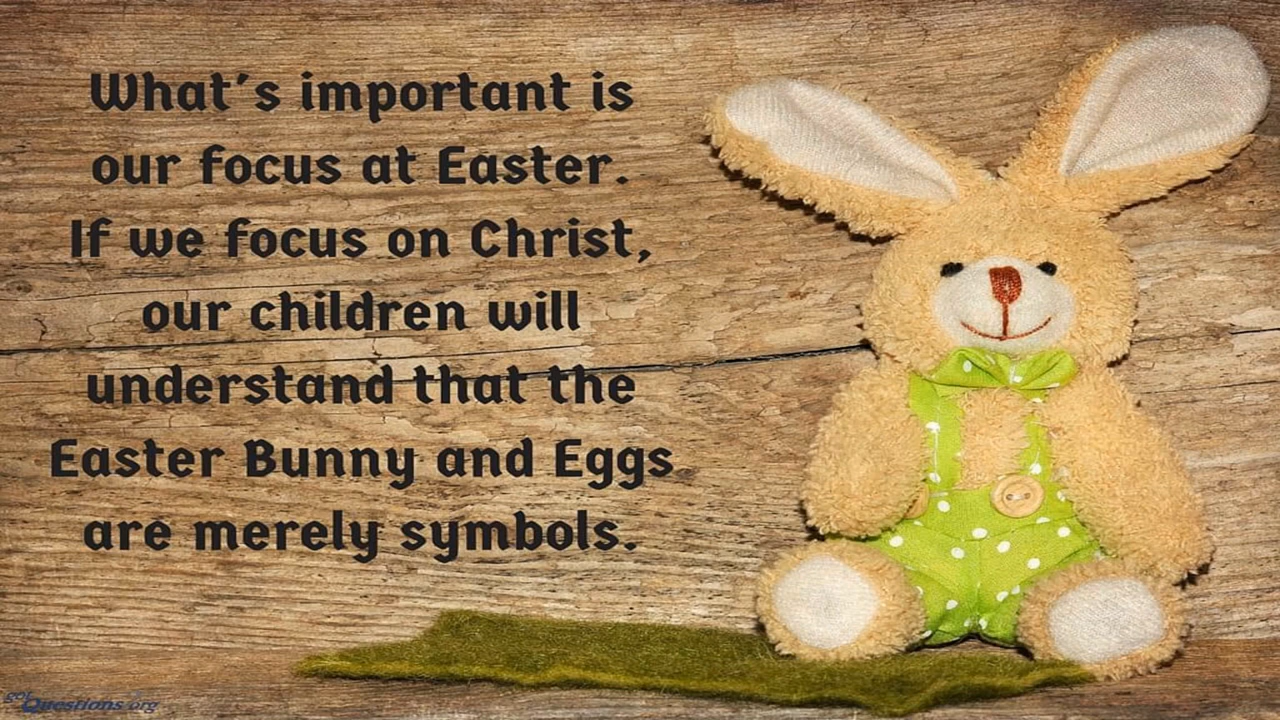 What's important is
our focus at Easter.
If we focus on Christ,
our children will
understand that the
Easter Bunny and Eggs
are merely symbols.
gotQuestions.org